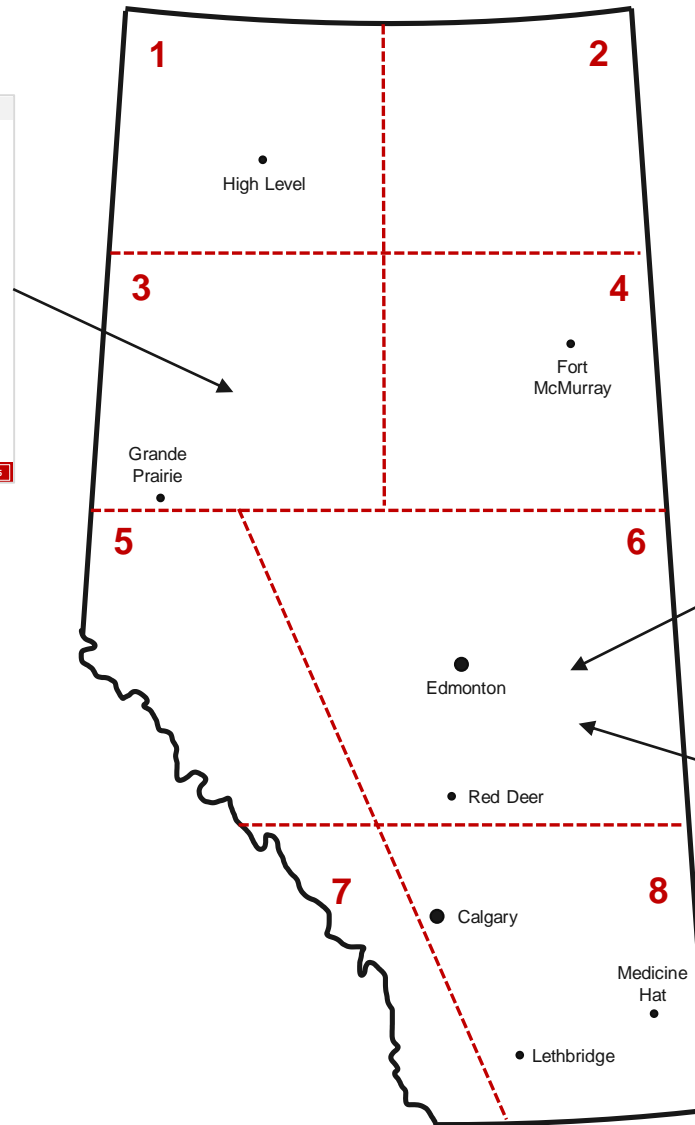 1
2
High Level
3
4
Fort
McMurray
Grande
Prairie
5
6
Edmonton
Red Deer
7
8
Calgary
Medicine
Hat
Lethbridge